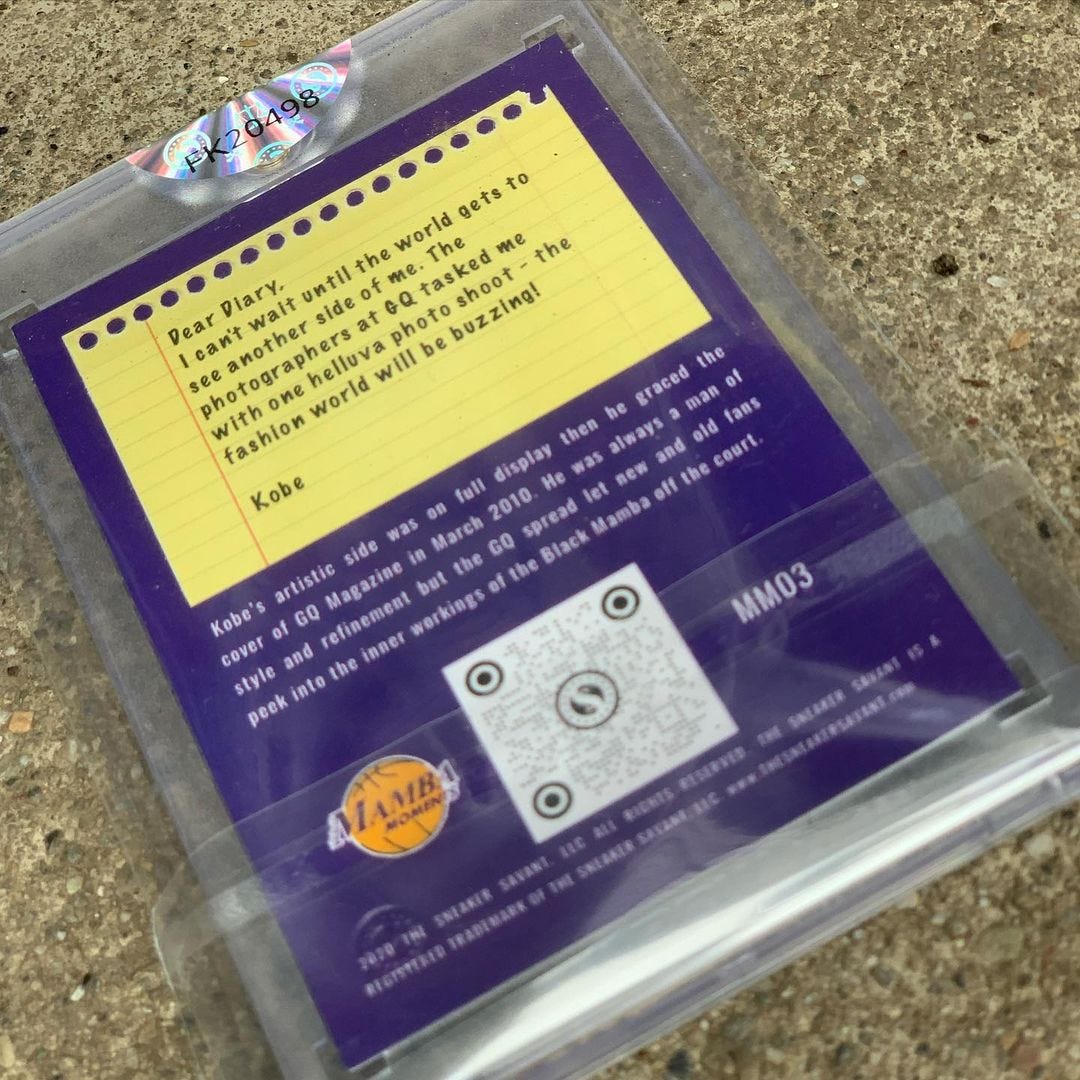 FK20498
Dear Diary,
I can't wait until the world gets to
see another side of me. The
photographers at GQ tasked me
with one helluva photo shoot - the
fashion world will be buzzing!
Kobe
Kobe's artistic side was on full display then he graced the
cover of GQ Magazine in March 2010. He was always a man of
style and refinement but the GQ spread let new and old fans
peek into the inner workings of the Black Mamba off the court.
MM03
MAMBA
MOMENTS
2020 THE SNEAKER SAVANT, LLC ALL RIGHTS RESERVED. THE SNEAKER SAVANT IS A
REGISTERED TRADEMARK OF THE SNEAKER SAVANT, LLC www.THESNEAKERSAVANT.com